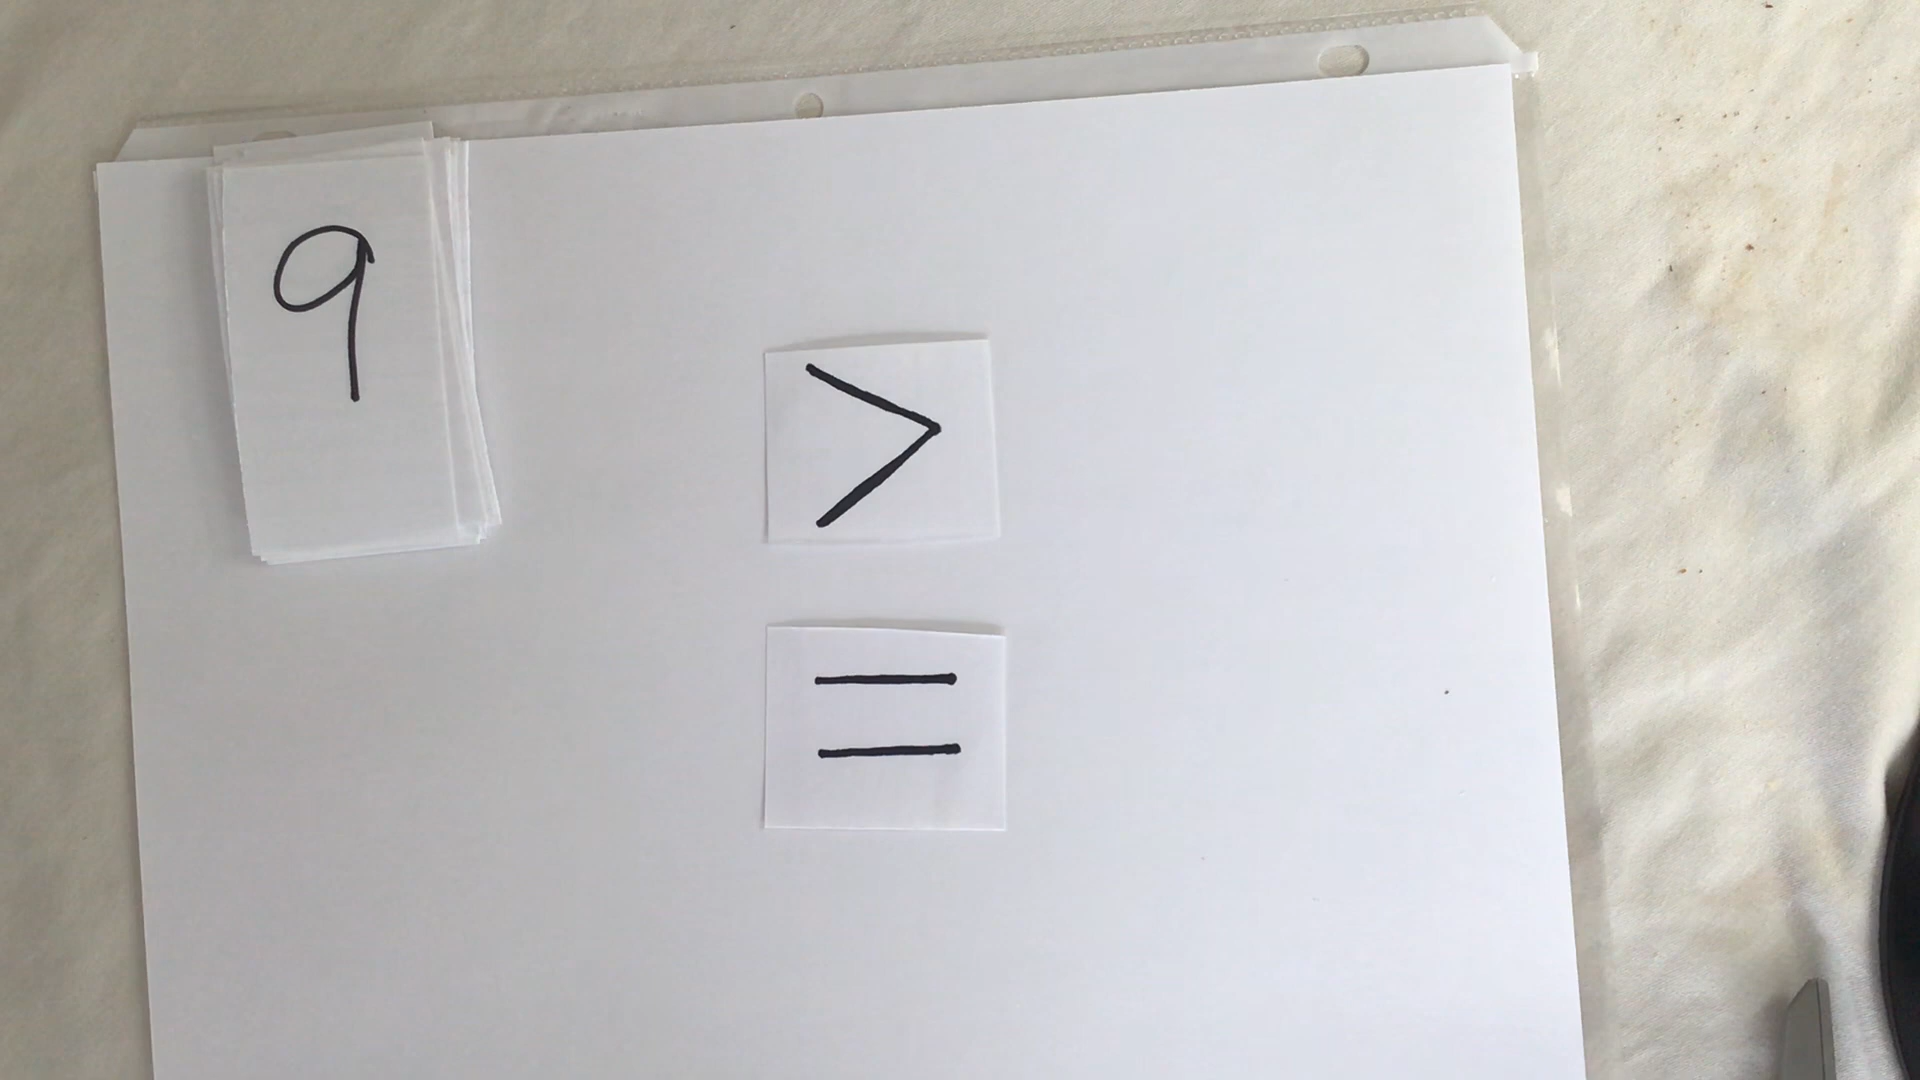 9
>
=